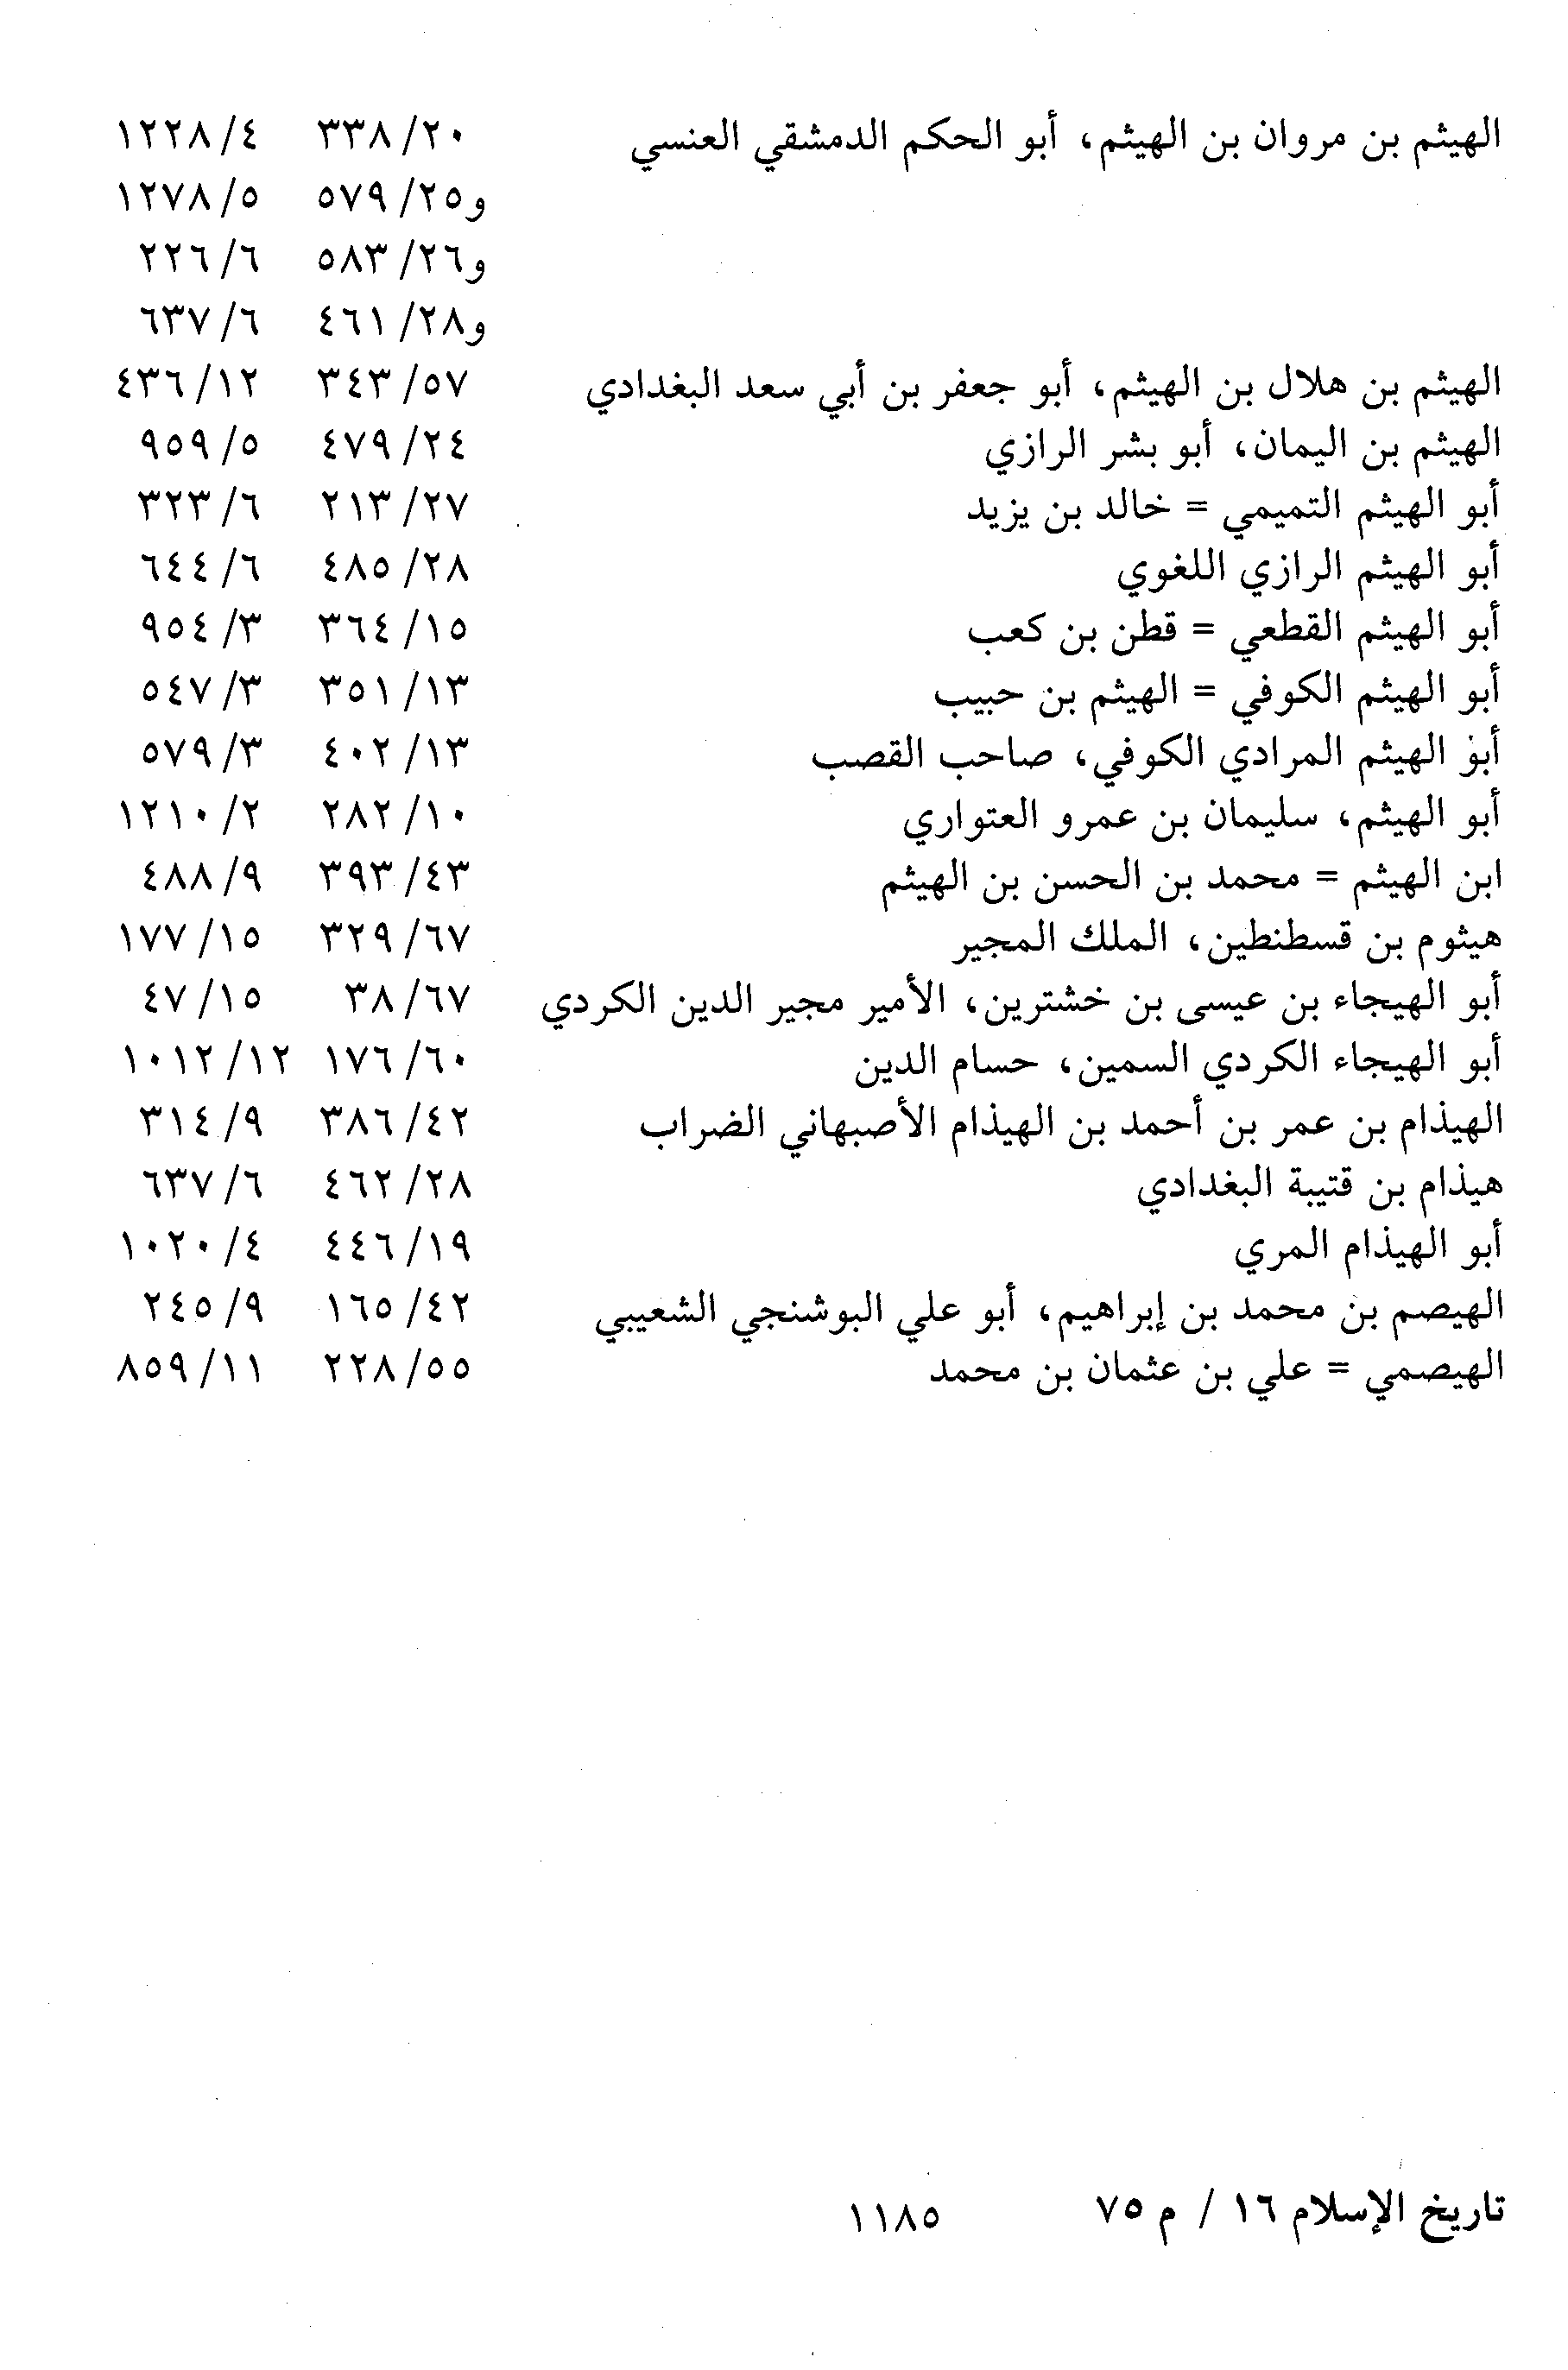 الهيثم بن مروان بن الهيثم، أبو الحكم الدمشقي العنسي ٢٠/ ٣٣٨ ٤/ ١٢٢٨
و٢٥/ ٥٧٩ ٥/ ١٢٧٨
و٢٦/ ٥٨٣ ٦/ ٢٢٦
و٢٨/ ٤٦١ ٦/ ٦٣٧
الهيثم بن هلال بن الهيثم، أبو جعفر بن أبي سعد البغدادي ٥٧/ ٣٤٣ ١٢/ ٤٣٦
الهيثم بن اليمان، أبو بشر الرازي ٢٤/ ٤٧٩ ٥/ ٩٥٩
أبو الهيثم التميمي = خالد بن يزيد ٢٧/ ٢١٣ ٦/ ٣٢٣
أبو الهيثم الرازي اللغوي ٢٨/ ٤٨٥ ٦/ ٦٤٤
أبو الهيثم القطعي = قطن بن كعب ١٥/ ٣٦٤ ٣/ ٩٥٤
أبو الهيثم الكوفي = الهيثم بن حبيب ١٣/ ٣٥١ ٣/ ٥٤٧
أبو الهيثم المرادي الكوفي، صاحب القصب ١٣/ ٤٠٢ ٣/ ٥٧٩
أبو الهيثم، سليمان بن عمرو العتواري ١٠/ ٢٨٢ ٢/ ١٢١٠
ابن الهيثم = محمد بن الحسن بن الهيثم ٤٣/ ٣٩٣ ٩/ ٤٨٨
هيثوم بن قسطنطين، الملك المجير ٦٧/ ٣٢٩ ١٥/ ١٧٧
أبو الهيجاء بن عيسى بن خشترين، الأمير مجير الدين الكردي ٦٧/ ٣٨ ١٥/ ٤٧
أبو الهيجاء الكردي السمين، حسام الدين ٦٠/ ١٧٦ ١٢/ ١٠١٢
الهيذام بن عمر بن أحمد بن الهيذام الأصبهاني الضراب ٤٢/ ٣٨٦ ٩/ ٣١٤
هيذام بن قتيبة البغدادي ٢٨/ ٤٦٢ ٦/ ٦٣٧
أبو الهيذام المري ١٩/ ٤٤٦ ٤/ ١٠٢٠
الهيصم بن محمد بن إبراهيم، أبو علي البوشنجي الشعيبي ٤٢/ ١٦٥ ٩/ ٢٤٥
الهيصمي = علي بن عثمان بن محمد ٥٥/ ٢٢٨ ١١/ ٨٥٩
تاريخ الإسلام ١٦ / م ٧٥ ١١٨٥